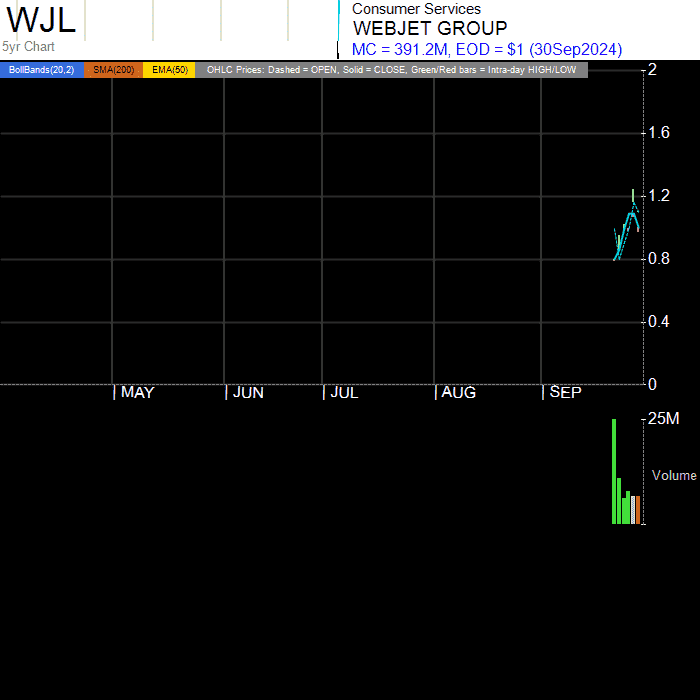 WJL
5yr Chart
Consumer Services
WEBJET GROUP
MC = 391.2M, EOD = $1 (30Sep2024)
BollBands(20,2) SMA(200) EMA(50) OHLC Prices: Dashed = OPEN, Solid = CLOSE, Green/Red bars = Intra-day HIGH/LOW
2
1.6
1.2
0.8
0.4
0
| MAY | JUN | JUL | AUG | SEP
25M
Volume